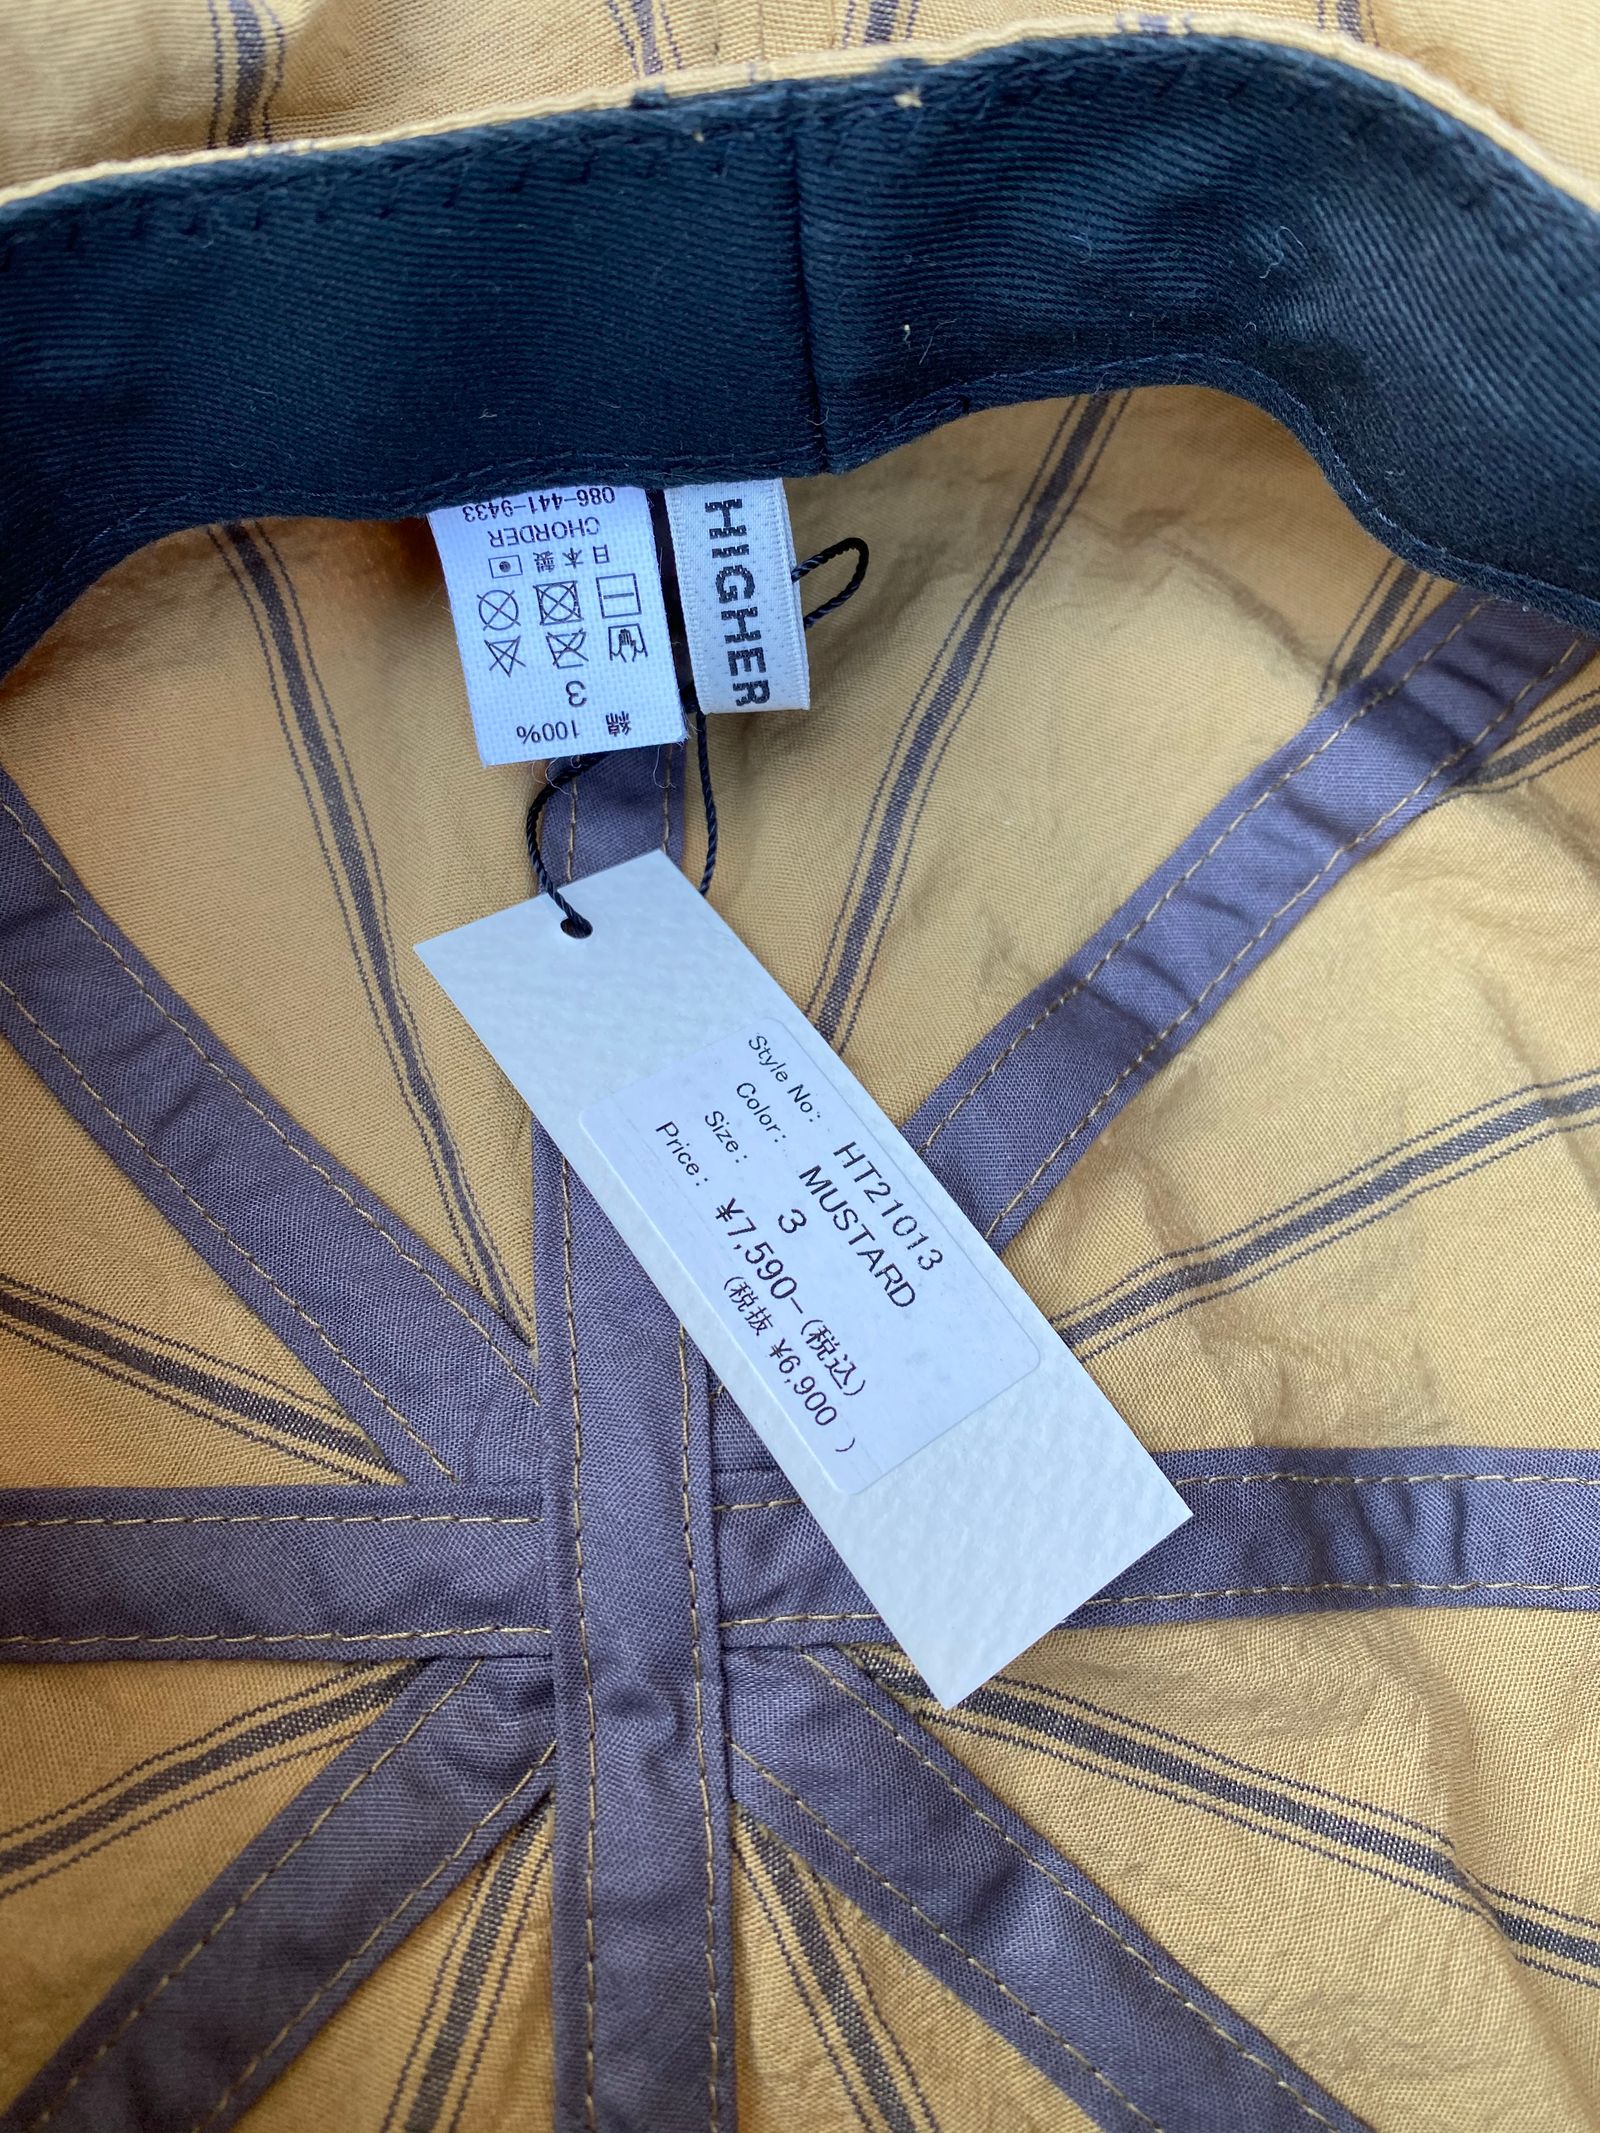 HIGHER
綿 100%
3
日本製
CHORDER
086-441-9433
Style No: HT21013
Color: MUSTARD
Size: 3
Price: ¥7,590-(税込)
(税抜 ¥6,900 )